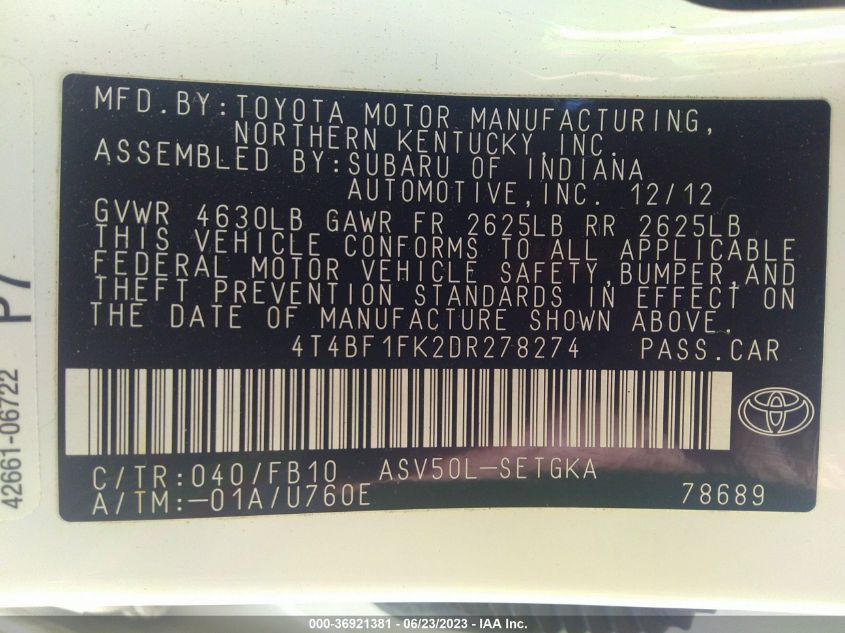 MFD.BY:TOYOTA MOTOR MANUFACTURING,
NORTHERN KENTUCKY,INC.
ASSEMBLED BY:SUBARU OF INDIANA
AUTOMOTIVE,INC. 12/12
GVWR 4630LB GAWR FR 2625LB RR 2625LB
THIS VEHICLE CONFORMS TO ALL APPLICABLE
FEDERAL MOTOR VEHICLE SAFETY,BUMPER,AND
THEFT PREVENTION STANDARDS IN EFFECT ON
THE DATE OF MANUFACTURE SHOWN ABOVE.
4T4BF1FK2DR278274 PASS.CAR
C/TR:040/FB10 ASV50L-SETGKA
A/TM:-01A/U760E 78689
42661-06722
P7
000-36921381 - 06/23/2023 - IAA Inc.